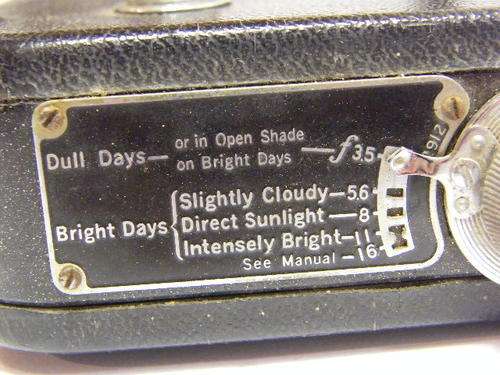 Dull Days— or in Open Shade
on Bright Days —f 3.5
Bright Days { Slightly Cloudy—5.6
Direct Sunlight—8
Intensely Bright—11
See Manual—16
912